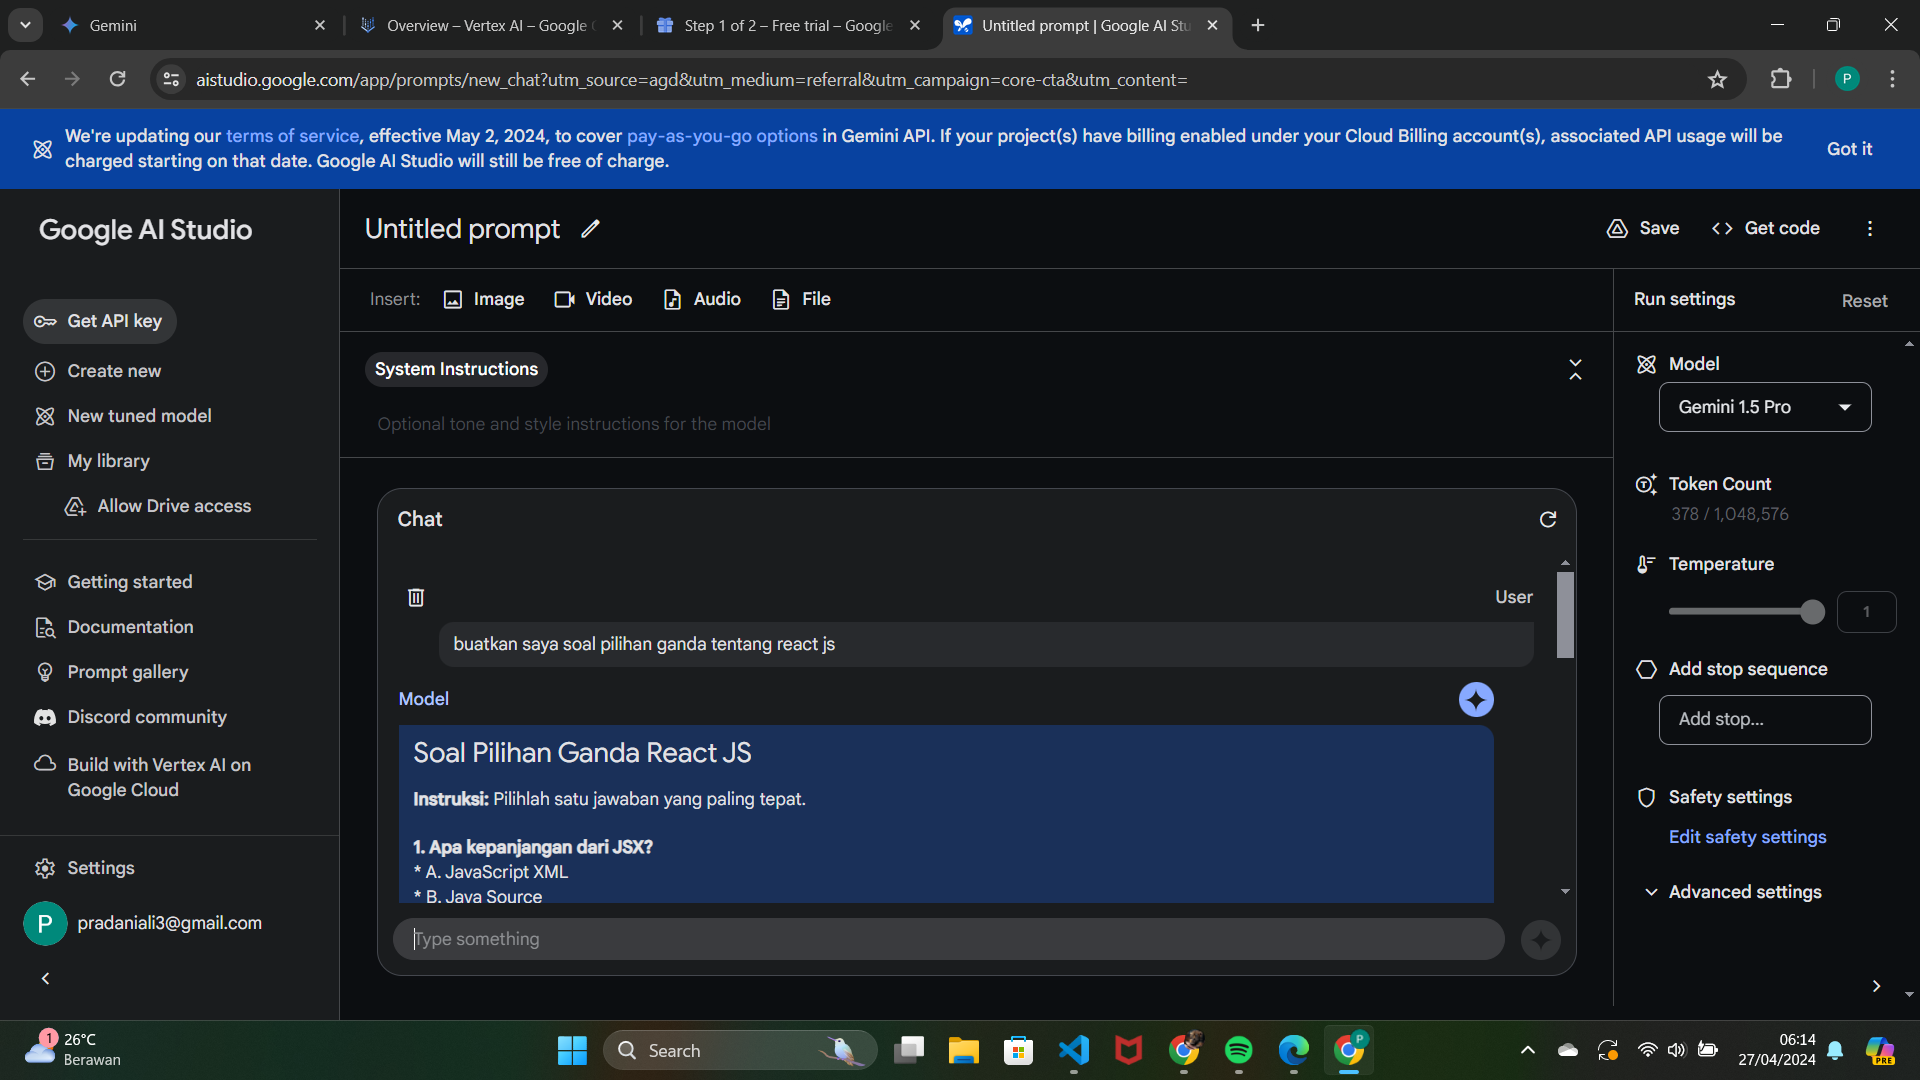 Gemini
Overview – Vertex AI – Google
Step 1 of 2 – Free trial – Google
Untitled prompt | Google AI Stu
aistudio.google.com/app/prompts/new_chat?utm_source=agd&utm_medium=referral&utm_campaign=core-cta&utm_content=
P
We're updating our terms of service, effective May 2, 2024, to cover pay-as-you-go options in Gemini API. If your project(s) have billing enabled under your Cloud Billing account(s), associated API usage will be
charged starting on that date. Google AI Studio will still be free of charge.
Got it
Google AI Studio
Get API key
Create new
New tuned model
My library
Allow Drive access
Getting started
Documentation
Prompt gallery
Discord community
Build with Vertex AI on
Google Cloud
Settings
P
pradaniali3@gmail.com
Untitled prompt
Save
Get code
Insert:
Image
Video
Audio
File
System Instructions
Optional tone and style instructions for the model
Chat
User
buatkan saya soal pilihan ganda tentang react js
Model
Soal Pilihan Ganda React JS
Instruksi: Pilihlah satu jawaban yang paling tepat.
1. Apa kepanjangan dari JSX?
* A. JavaScript XML
* B. Java Source
Type something
Run settings
Reset
Model
Gemini 1.5 Pro
Token Count
378 / 1,048,576
Temperature
1
Add stop sequence
Add stop...
Safety settings
Edit safety settings
Advanced settings
1
26°C
Berawan
Search
P
06:14
27/04/2024
PRE